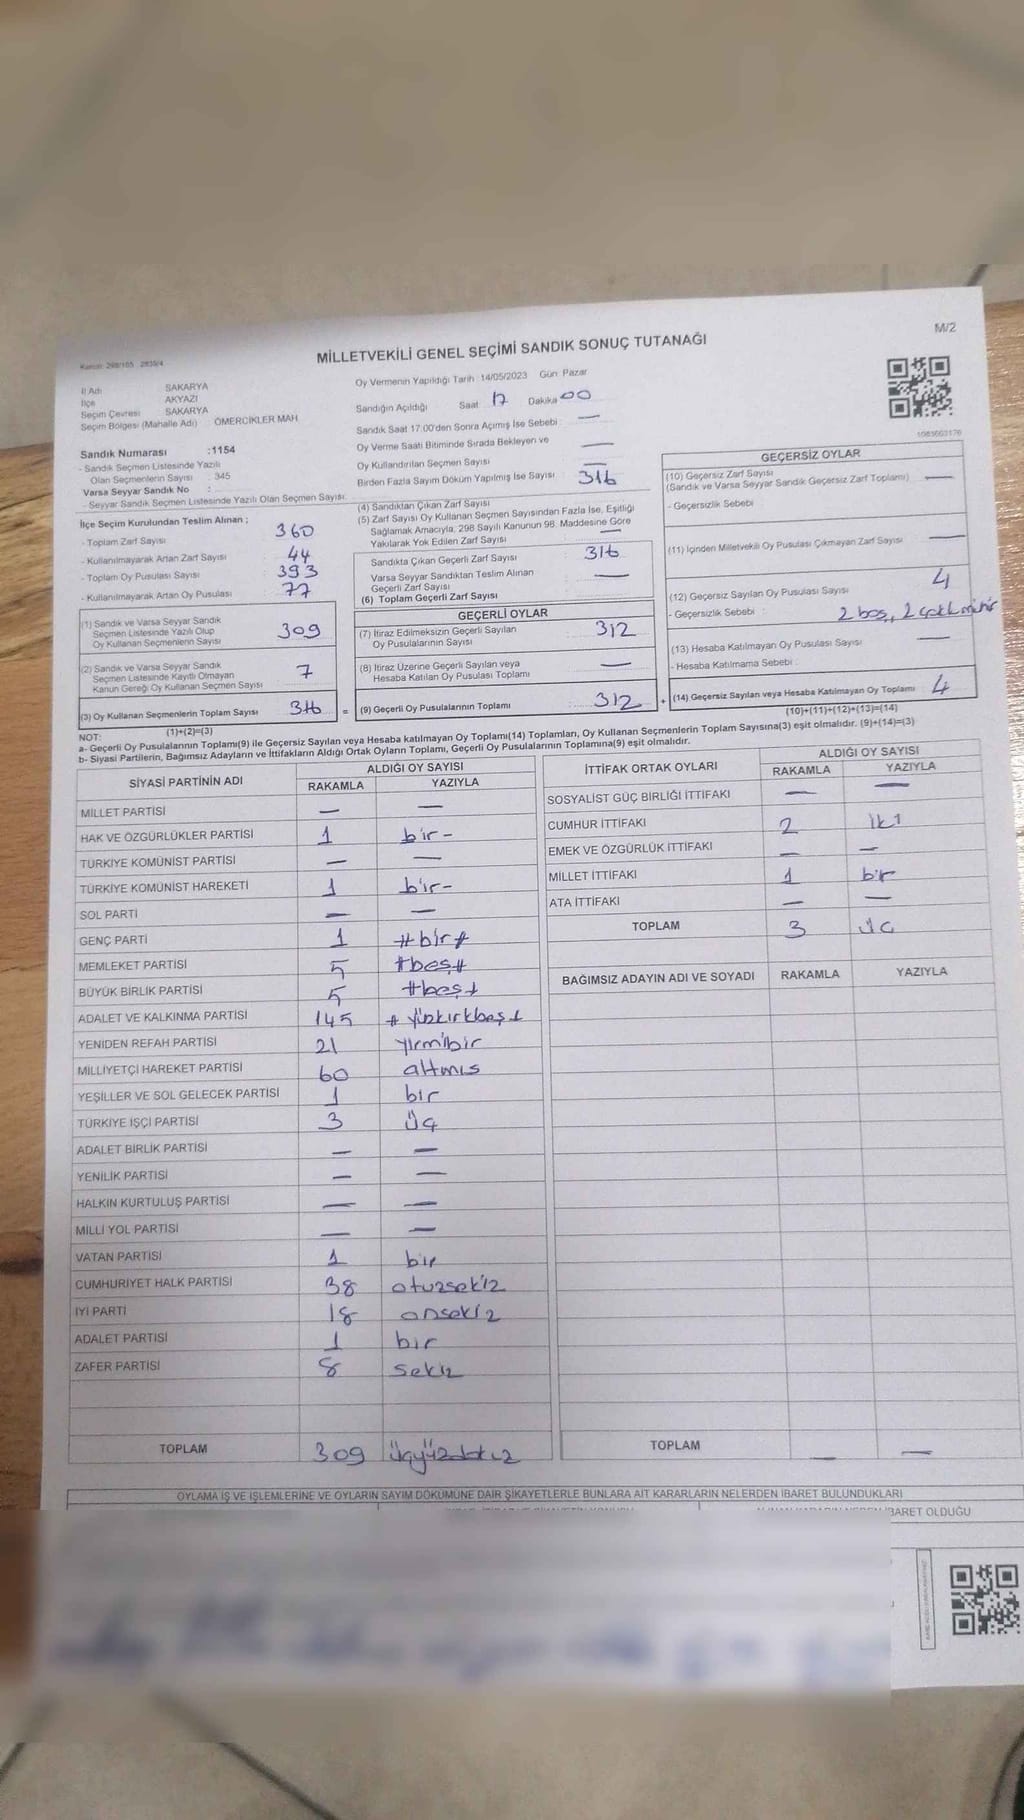 M/2
Kanun: 298/105 2839/4
MİLLETVEKİLİ GENEL SEÇİMİ SANDIK SONUÇ TUTANAĞI
İl Adı SAKARYA
İlçe AKYAZI
Seçim Çevresi SAKARYA
Seçim Bölgesi (Mahalle Adı) ÖMERCİKLER MAH
Sandık Numarası :1154
- Sandık Seçmen Listesinde Yazılı
Olan Seçmenlerin Sayısı : 345
Varsa Seyyar Sandık No :
- Seyyar Sandık Seçmen Listesinde Yazılı Olan Seçmen Sayısı:
Oy Vermenin Yapıldığı Tarih :14/05/2023 Gün: Pazar
Sandığın Açıldığı Saat 17 Dakika 00
Sandık Saat 17:00'den Sonra Açımış İse Sebebi : —
Oy Verme Saati Bitiminde Sırada Bekleyen ve
Oy Kullandırılan Seçmen Sayısı —
Birden Fazla Sayım Döküm Yapılmış İse Sayısı —
1081603176
İlçe Seçim Kurulundan Teslim Alınan ;
- Toplam Zarf Sayısı : 360
- Kullanılmayarak Artan Zarf Sayısı : 44
- Toplam Oy Pusulası Sayısı : 393
- Kullanılmayarak Artan Oy Pusulası : 77
(1) Sandık ve Varsa Seyyar Sandık
Seçmen Listesinde Yazılı Olup
Oy Kullanan Seçmenlerin Sayısı 309
(2) Sandık ve Varsa Seyyar Sandık
Seçmen Listesinde Kayıtlı Olmayan
Kanun Gereği Oy Kullanan Seçmen Sayısı 7
(3) Oy Kullanan Seçmenlerin Toplam Sayısı 316 =
(1)+(2)=(3)
(4) Sandıktan Çıkan Zarf Sayısı 316
(5) Zarf Sayısı Oy Kullanan Seçmen Sayısından Fazla İse, Eşitliği
Sağlamak Amacıyla, 298 Sayılı Kanunun 98. Maddesine Göre
Yakılarak Yok Edilen Zarf Sayısı —
Sandıkta Çıkan Geçerli Zarf Sayısı 316
Varsa Seyyar Sandıktan Teslim Alınan
Geçerli Zarf Sayısı —
(6) Toplam Geçerli Zarf Sayısı
GEÇERLİ OYLAR
(7) İtiraz Edilmeksizin Geçerli Sayılan
Oy Pusulalarının Sayısı 312
(8) İtiraz Üzerine Geçerli Sayılan veya
Hesaba Katılan Oy Pusulası Toplamı —
(9) Geçerli Oy Pusulalarının Toplamı 312 +
GEÇERSİZ OYLAR
(10) Geçersiz Zarf Sayısı
(Sandık ve Varsa Seyyar Sandık Geçersiz Zarf Toplamı) —
- Geçersizlik Sebebi :
(11) İçinden Milletvekili Oy Pusulası Çıkmayan Zarf Sayısı —
(12) Geçersiz Sayılan Oy Pusulası Sayısı 4
- Geçersizlik Sebebi : 2 boş, 2 çoklu mühür
(13) Hesaba Katılmayan Oy Pusulası Sayısı —
- Hesaba Katılmama Sebebi :
(14) Geçersiz Sayılan veya Hesaba Katılmayan Oy Toplamı 4
(10)+(11)+(12)+(13)=(14)
NOT:
a- Geçerli Oy Pusulalarının Toplamı(9) ile Geçersiz Sayılan veya Hesaba katılmayan Oy Toplamı(14) Toplamları, Oy Kullanan Seçmenlerin Toplam Sayısına(3) eşit olmalıdır. (9)+(14)=(3)
b- Siyasi Partilerin, Bağımsız Adayların ve İttifakların Aldığı Ortak Oyların Toplamı, Geçerli Oy Pusulalarının Toplamına(9) eşit olmalıdır.
SİYASİ PARTİNİN ADI ALDIĞI OY SAYISI
RAKAMLA YAZIYLA
MİLLET PARTİSİ — —
HAK VE ÖZGÜRLÜKLER PARTİSİ 1 bir -
TÜRKİYE KOMÜNİST PARTİSİ — —
TÜRKİYE KOMÜNİST HAREKETİ 1 bir -
SOL PARTİ — —
GENÇ PARTİ 1 #bir#
MEMLEKET PARTİSİ 5 #beş#
BÜYÜK BİRLİK PARTİSİ 5 #beş#
ADALET VE KALKINMA PARTİSİ 145 # yüzkırkbeş #
YENİDEN REFAH PARTİSİ 21 yirmibir
MİLLİYETÇİ HAREKET PARTİSİ 60 altmıs
YEŞİLLER VE SOL GELECEK PARTİSİ 1 bir
TÜRKİYE İŞÇİ PARTİSİ 3 üç
ADALET BİRLİK PARTİSİ — —
YENİLİK PARTİSİ — —
HALKIN KURTULUŞ PARTİSİ — —
MİLLİ YOL PARTİSİ — —
VATAN PARTİSİ 1 bir
CUMHURİYET HALK PARTİSİ 38 otuzsekiz
İYİ PARTİ 18 onsekiz
ADALET PARTİSİ 1 bir
ZAFER PARTİSİ 8 sekiz
TOPLAM 309 üçyüzdokuz
İTTİFAK ORTAK OYLARI ALDIĞI OY SAYISI
RAKAMLA YAZIYLA
SOSYALİST GÜÇ BİRLİĞİ İTTİFAKI — —
CUMHUR İTTİFAKI 2 iki
EMEK VE ÖZGÜRLÜK İTTİFAKI — —
MİLLET İTTİFAKI 1 bir
ATA İTTİFAKI — —
TOPLAM 3 üç
BAĞIMSIZ ADAYIN ADI VE SOYADI RAKAMLA YAZIYLA
TOPLAM — —
OYLAMA İŞ VE İŞLEMLERİNE VE OYLARIN SAYIM DÖKÜMÜNE DAİR ŞİKAYETLERLE BUNLARA AİT KARARLARIN NELERDEN İBARET BULUNDUKLARI
İBARET OLDUĞU